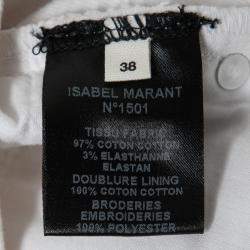 38
ISABEL MARANT
N°1501
TISSU FABRIC
97% COTON COTTON
3% ELASTHANNE
ELASTAN
DOUBLURE LINING
100% COTON COTTON
BRODERIES
EMBROIDERIES
100% POLYESTER